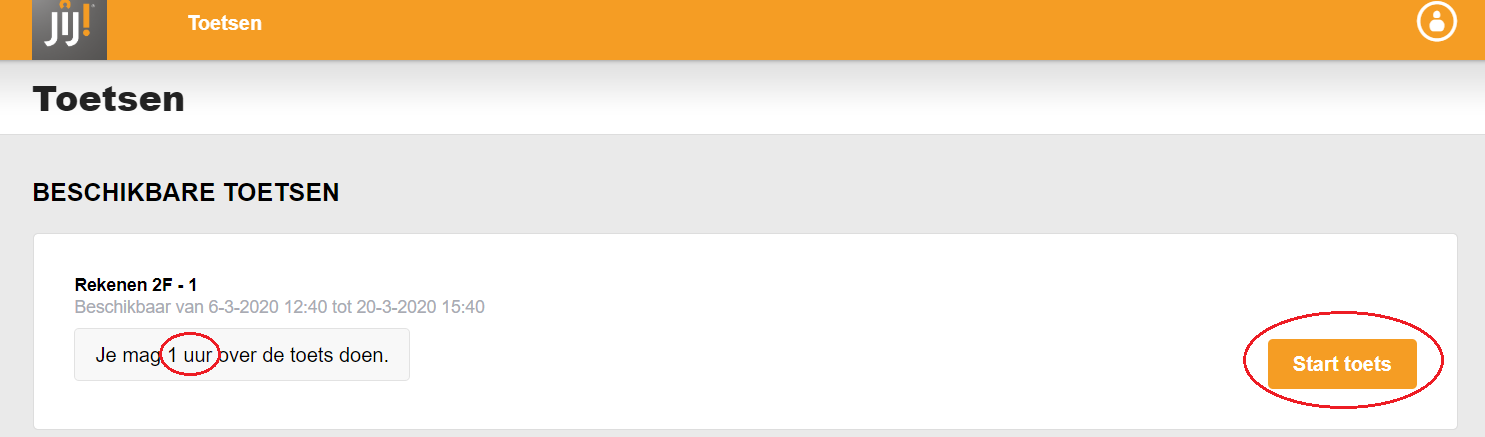 jij!
Toetsen
Toetsen
BESCHIKBARE TOETSEN
Rekenen 2F - 1
Beschikbaar van 6-3-2020 12:40 tot 20-3-2020 15:40
Je mag 1 uur over de toets doen.
Start toets